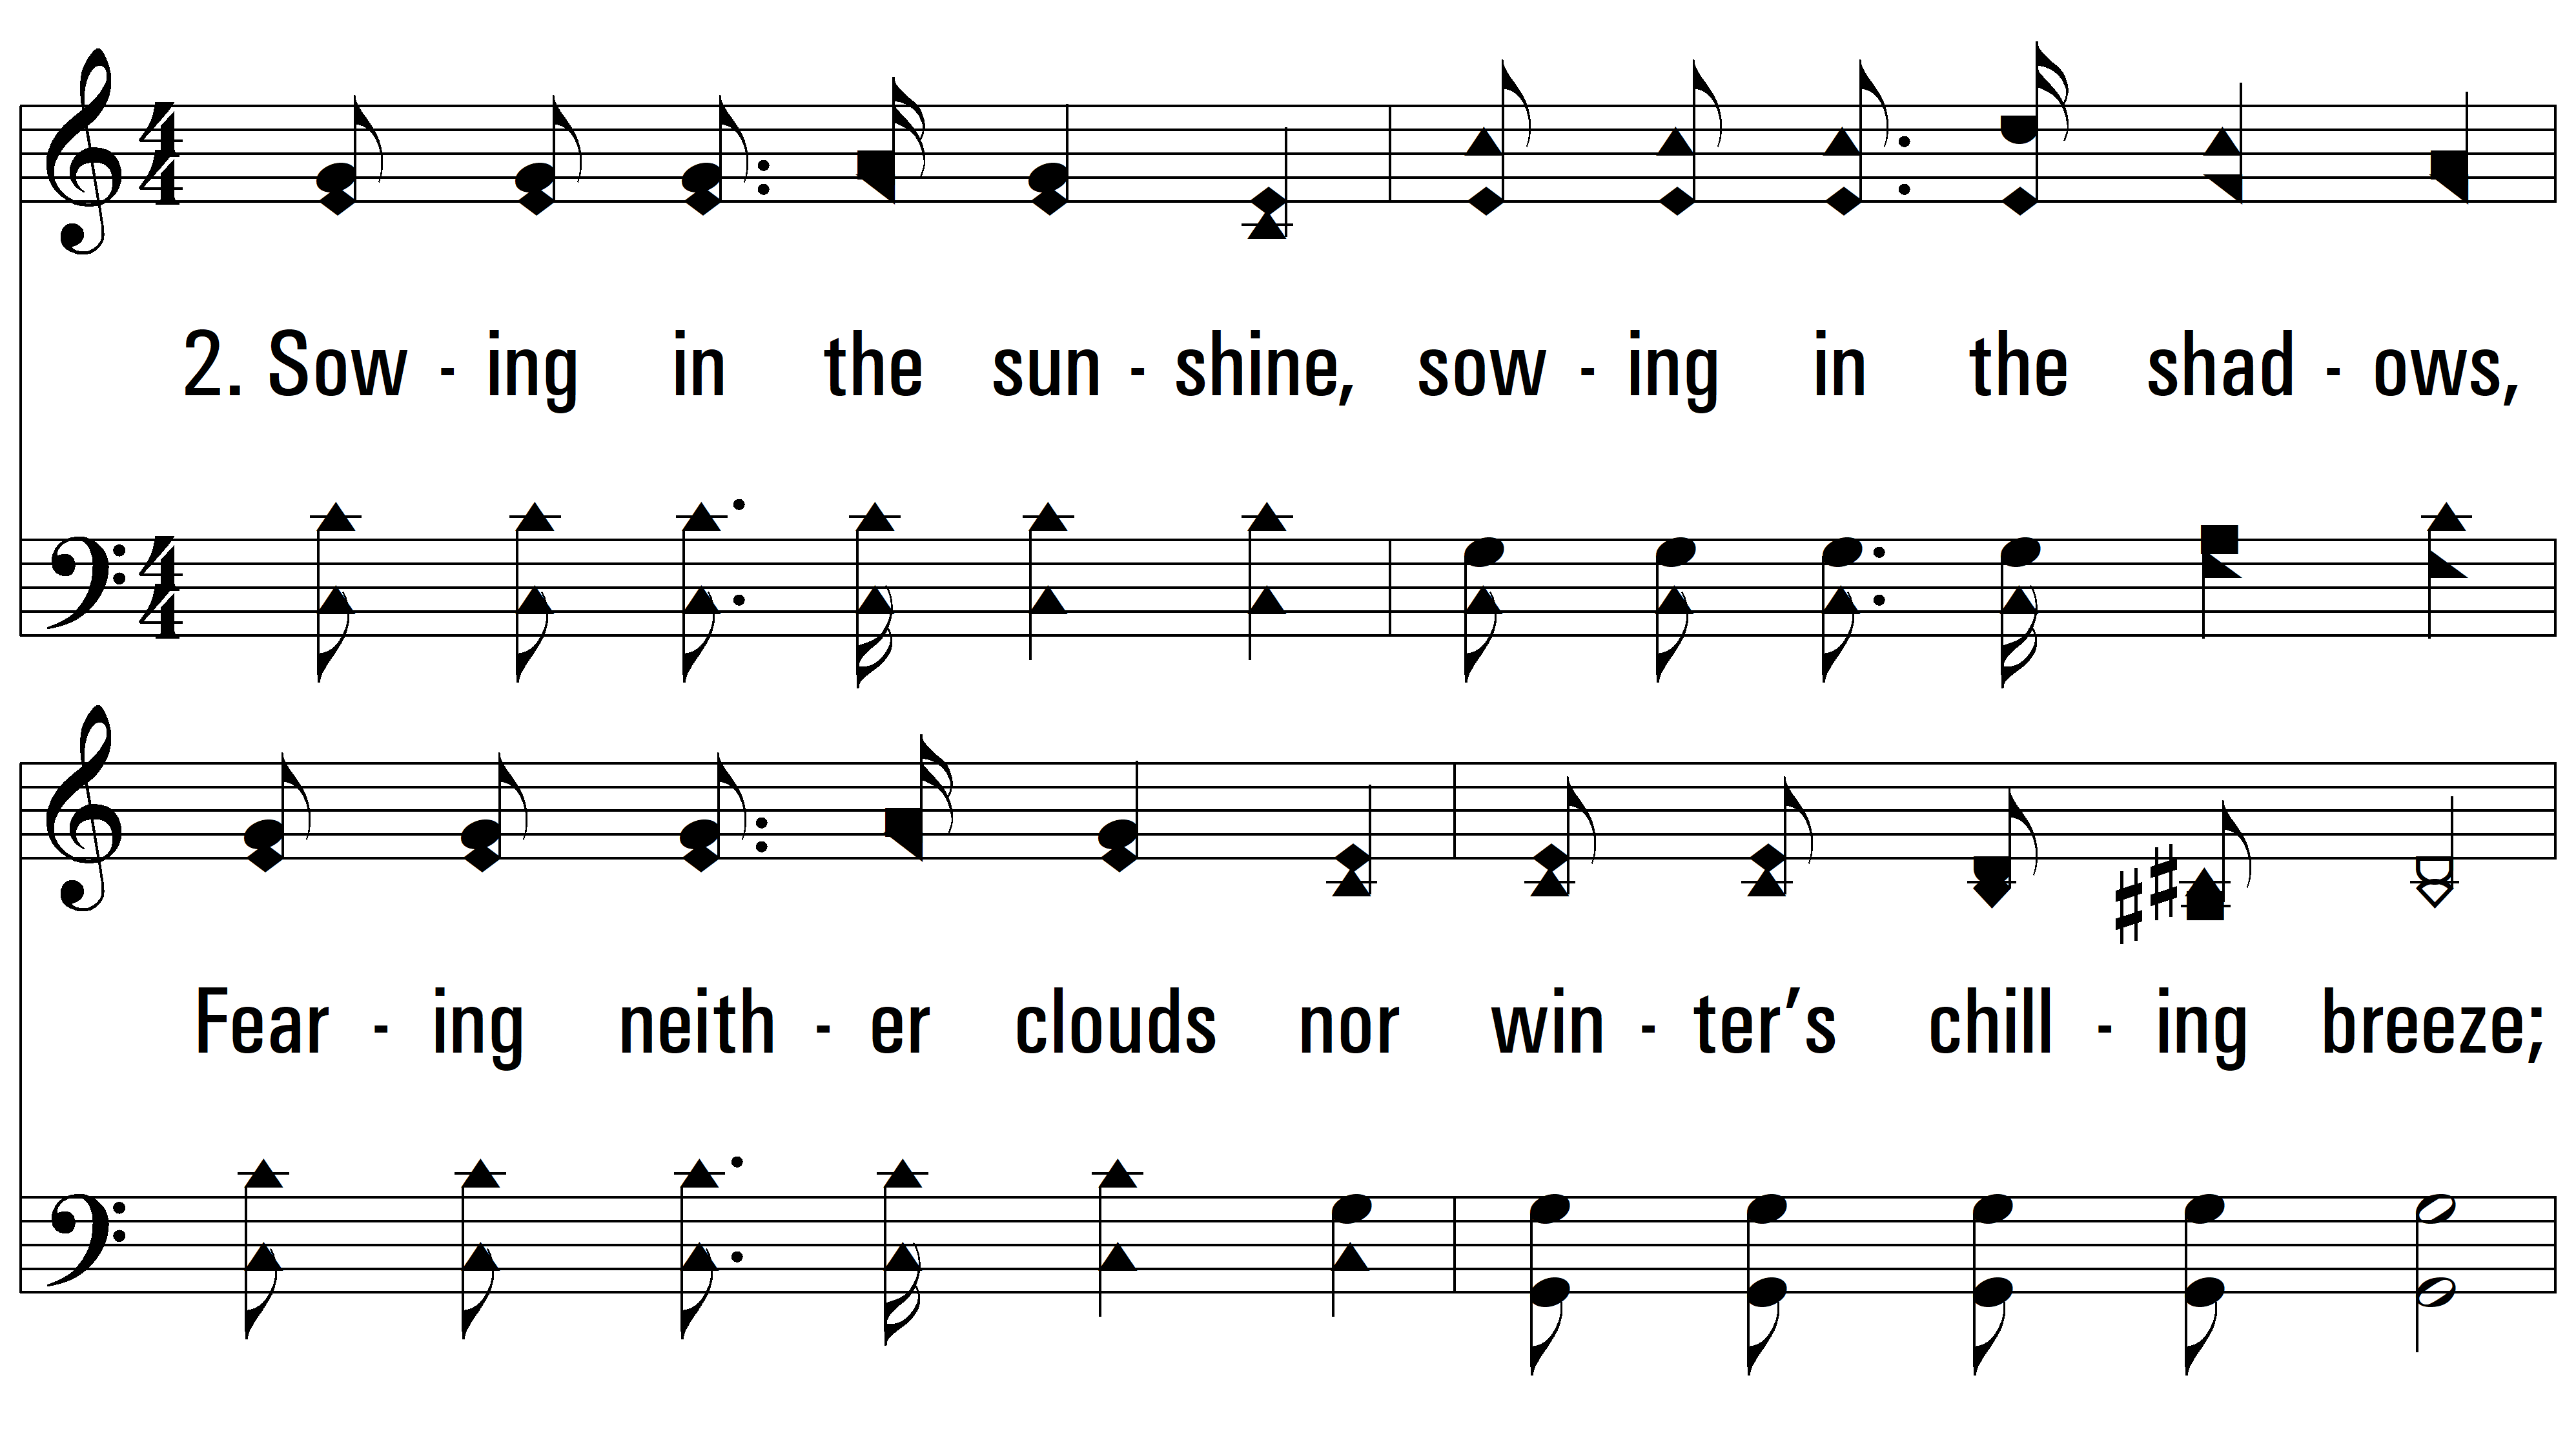 2. Sow - ing in the sun - shine, sow - ing in the shad - ows,
Fear - ing neith - er clouds nor win - ter’s chill - ing breeze;